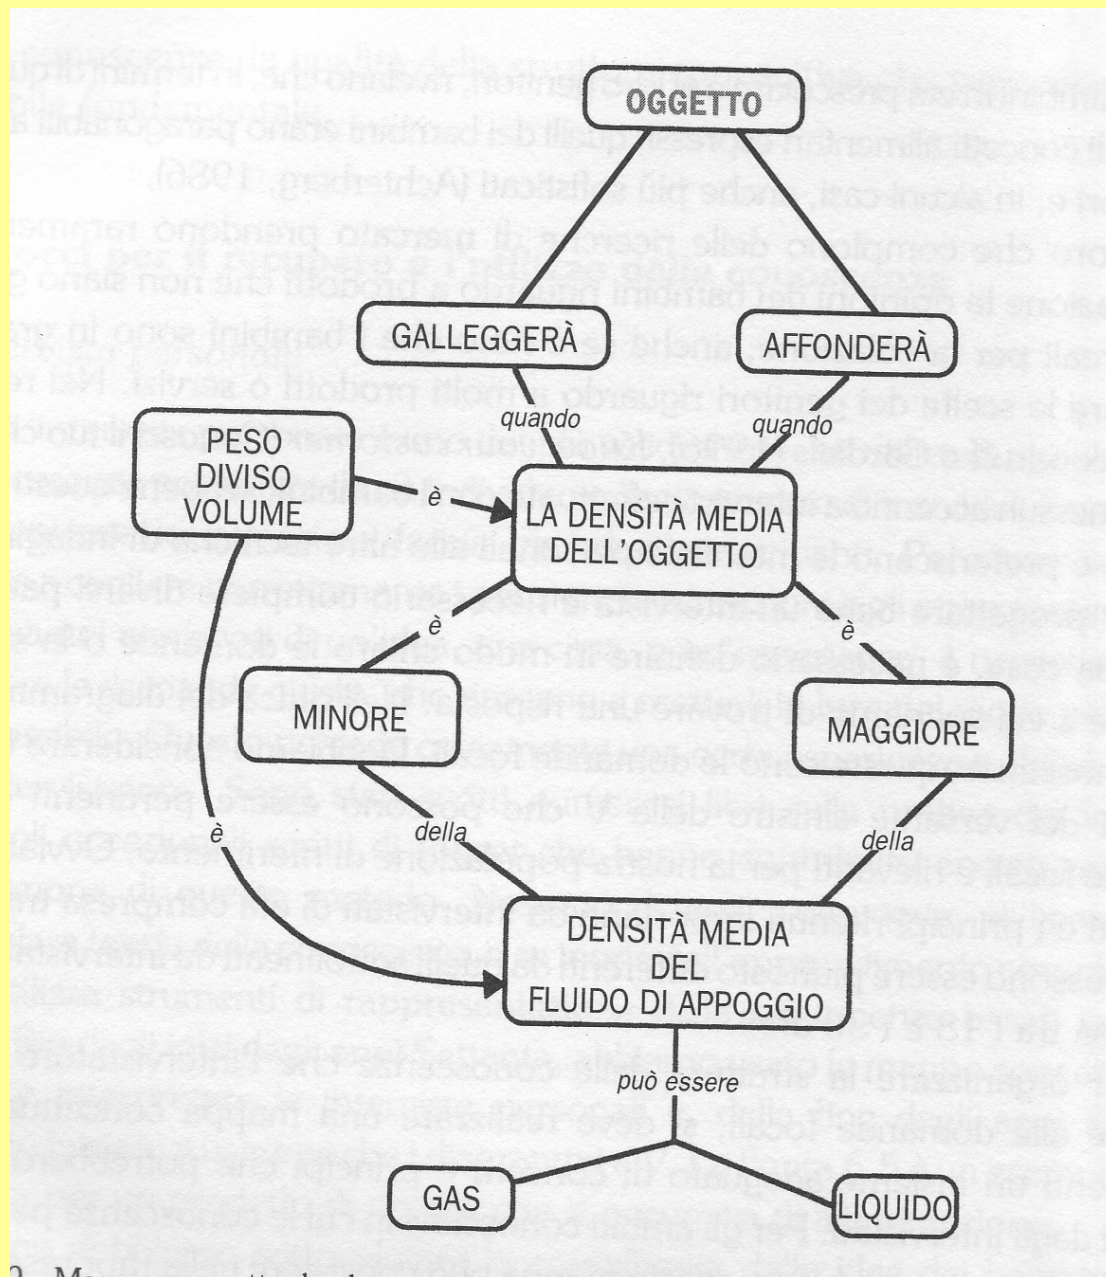 OGGETTO
GALLEGGERÀ
AFFONDERÀ
quando
quando
PESO
DIVISO
VOLUME
è
LA DENSITÀ MEDIA
DELL'OGGETTO
è
è
MINORE
MAGGIORE
è
della
della
DENSITÀ MEDIA
DEL
FLUIDO DI APPOGGIO
può essere
GAS
LIQUIDO